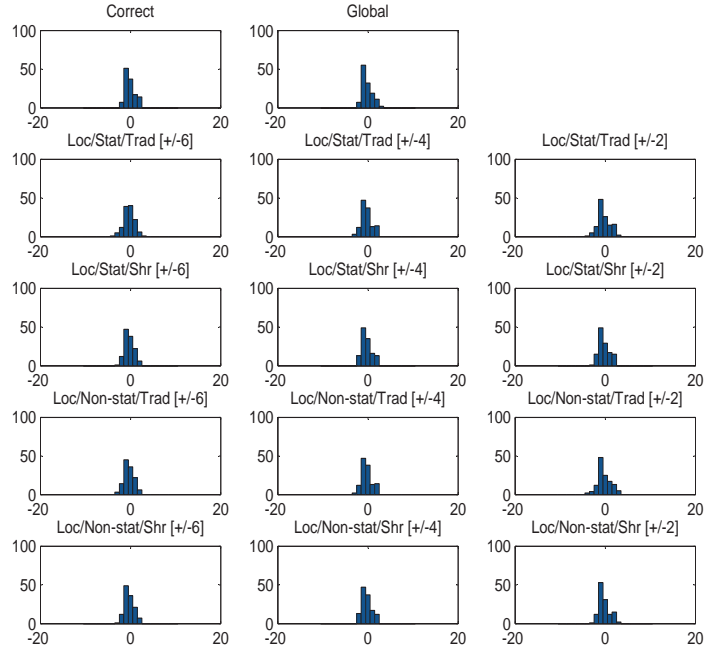 Correct Global
100 100
50 50
0 0
-20 0 20 -20 0 20
Loc/Stat/Trad [+/-6] Loc/Stat/Trad [+/-4] Loc/Stat/Trad [+/-2]
100 100 100
50 50 50
0 0 0
-20 0 20 -20 0 20 -20 0 20
Loc/Stat/Shr [+/-6] Loc/Stat/Shr [+/-4] Loc/Stat/Shr [+/-2]
100 100 100
50 50 50
0 0 0
-20 0 20 -20 0 20 -20 0 20
Loc/Non-stat/Trad [+/-6] Loc/Non-stat/Trad [+/-4] Loc/Non-stat/Trad [+/-2]
100 100 100
50 50 50
0 0 0
-20 0 20 -20 0 20 -20 0 20
Loc/Non-stat/Shr [+/-6] Loc/Non-stat/Shr [+/-4] Loc/Non-stat/Shr [+/-2]
100 100 100
50 50 50
0 0 0
-20 0 20 -20 0 20 -20 0 20